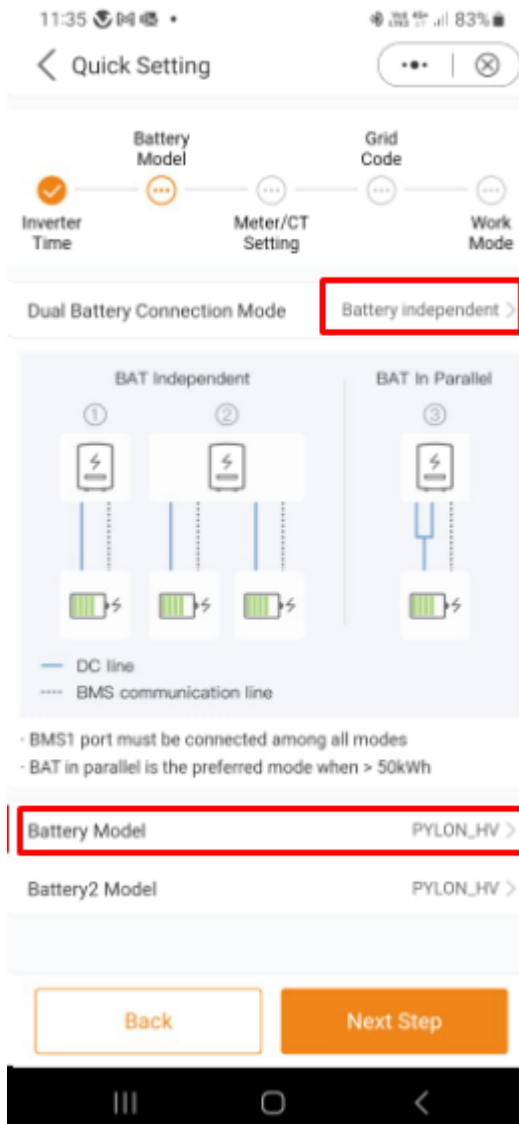 11:35
83%
Quick Setting
Battery
Model
Grid
Code
Inverter
Time
Meter/CT
Setting
Work
Mode
Dual Battery Connection Mode
Battery independent
BAT Independent
BAT In Parallel
①
②
③
DC line
BMS communication line
· BMS1 port must be connected among all modes
· BAT in parallel is the preferred mode when > 50kWh
Battery Model
PYLON_HV
Battery2 Model
PYLON_HV
Back
Next Step